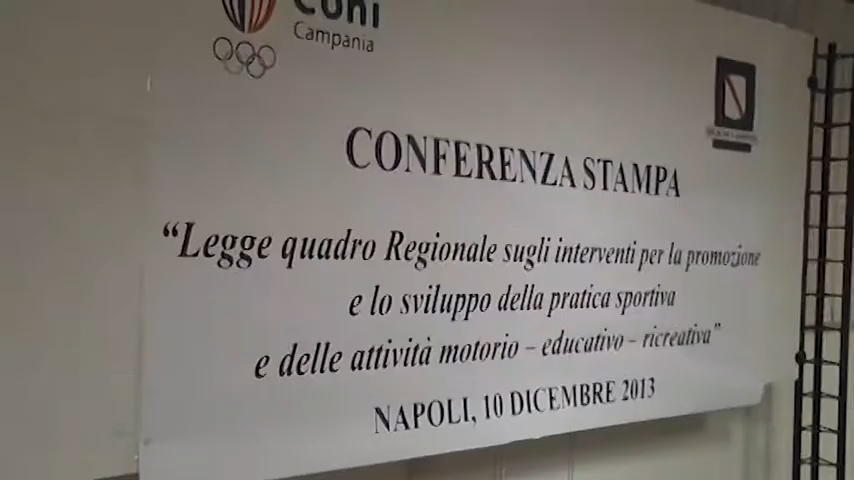 CONI
Campania
CONFERENZA STAMPA
“Legge quadro Regionale sugli interventi per la promozione
e lo sviluppo della pratica sportiva
e delle attività motorio – educativo – ricreativa”
NAPOLI, 10 DICEMBRE 2013